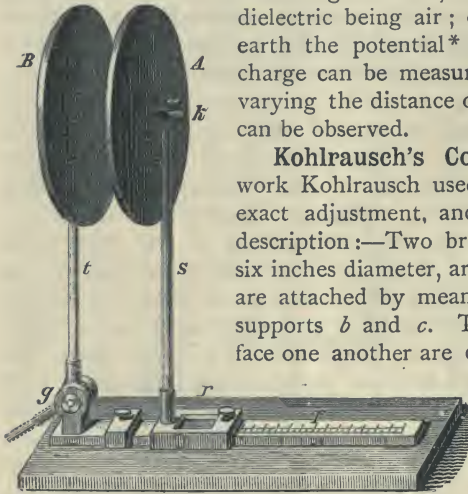 dielectric being air ;
earth the potential*
charge can be measur
varying the distance
can be observed.
Kohlrausch's Co
work Kohlrausch used
exact adjustment, and
description :—Two br
six inches diameter, ar
are attached by mean
supports b and c. T
face one another are
B
A
k
t
s
g
r